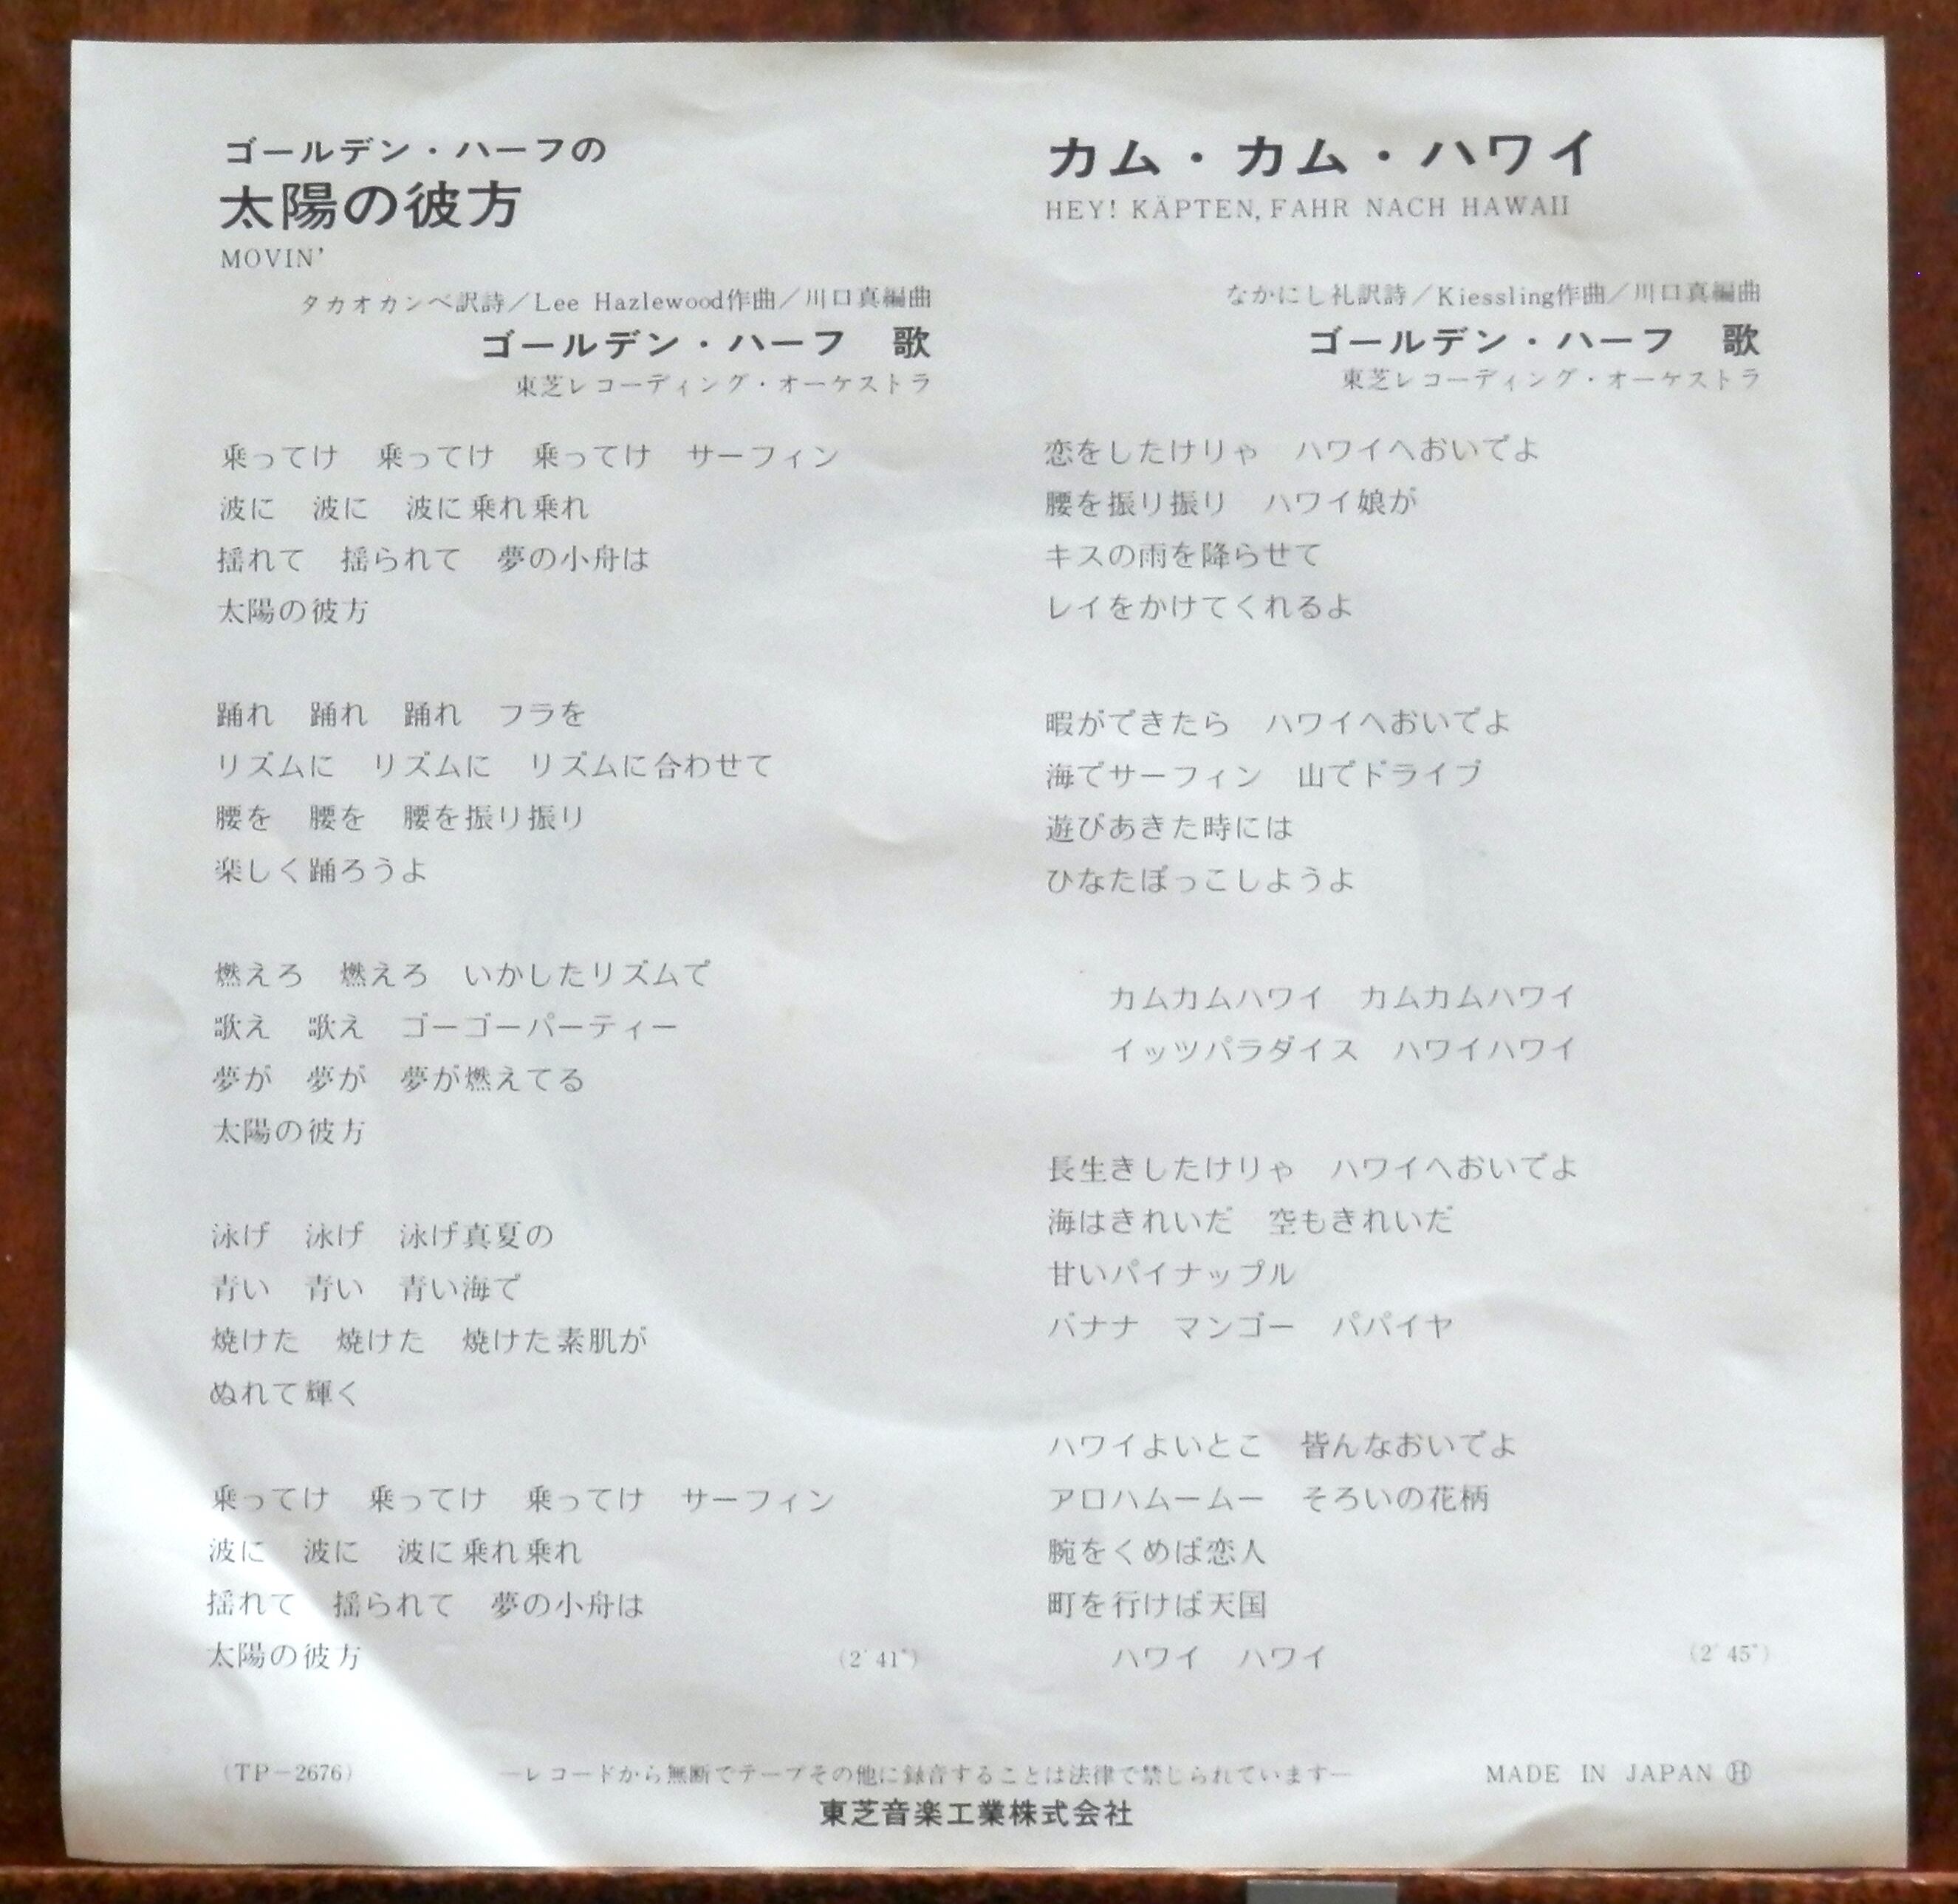 ゴールデン・ハーフの
太陽の彼方
MOVIN'
タカオカンベ訳詩／Lee Hazlewood作曲／川口真編曲
ゴールデン・ハーフ　歌
東芝レコーディング・オーケストラ
乗ってけ　乗ってけ　乗ってけ　サーフィン
波に　波に　波に乗れ乗れ
揺れて　揺られて　夢の小舟は
太陽の彼方
踊れ　踊れ　踊れ　フラを
リズムに　リズムに　リズムに合わせて
腰を　腰を　腰を振り振り
楽しく踊ろうよ
燃えろ　燃えろ　いかしたリズムで
歌え　歌え　ゴーゴーパーティー
夢が　夢が　夢が燃えてる
太陽の彼方
泳げ　泳げ　泳げ真夏の
青い　青い　青い海で
焼けた　焼けた　焼けた素肌が
ぬれて輝く
乗ってけ　乗ってけ　乗ってけ　サーフィン
波に　波に　波に乗れ乗れ
揺れて　揺られて　夢の小舟は
太陽の彼方
(2′41″)
カム・カム・ハワイ
HEY! KÄPTEN, FAHR NACH HAWAII
なかにし礼訳詩／Kiessling作曲／川口真編曲
ゴールデン・ハーフ　歌
東芝レコーディング・オーケストラ
恋をしたけりゃ　ハワイへおいでよ
腰を振り振り　ハワイ娘が
キスの雨を降らせて
レイをかけてくれるよ
暇ができたら　ハワイへおいでよ
海でサーフィン　山でドライブ
遊びあきた時には
ひなたぼっこしようよ
カムカムハワイ　カムカムハワイ
イッツパラダイス　ハワイハワイ
長生きしたけりゃ　ハワイへおいでよ
海はきれいだ　空もきれいだ
甘いパイナップル
バナナ　マンゴー　パパイヤ
ハワイよいとこ　皆んなおいでよ
アロハムームー　そろいの花柄
腕をくめば恋人
町を行けば天国
ハワイ　ハワイ
(2′45″)
(TP－2676)
―レコードから無断でテープその他に録音することは法律で禁じられています―
MADE IN JAPAN Ⓗ
東芝音楽工業株式会社